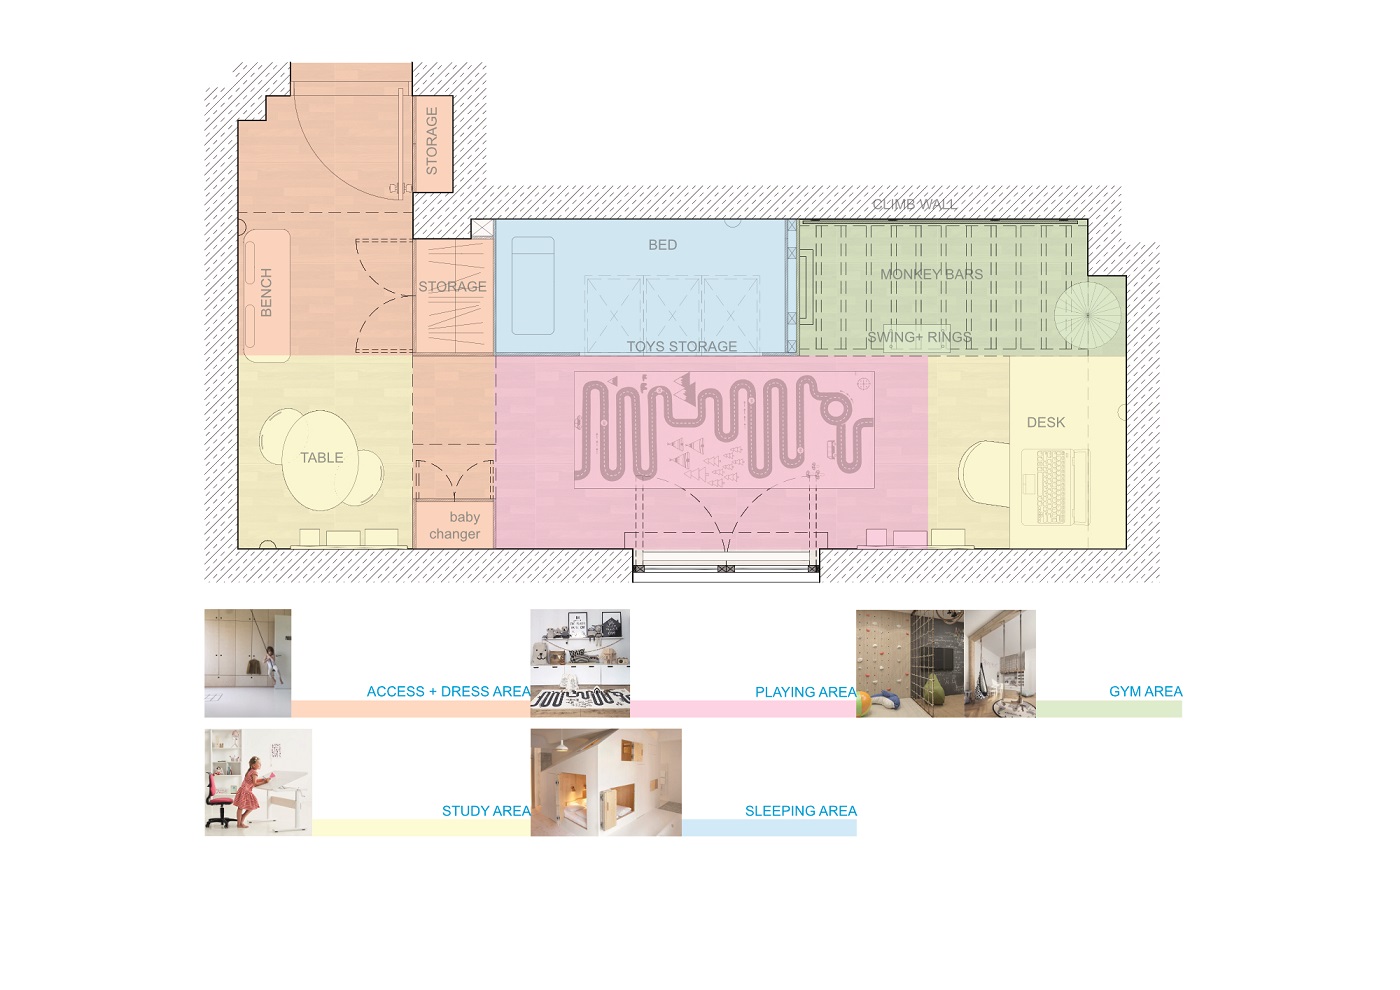 STORAGE
CLIMB WALL
BED
MONKEY BARS
BENCH
STORAGE
SWING+ RINGS
TOYS STORAGE
DESK
TABLE
baby
changer
ACCESS + DRESS AREA
PLAYING AREA
GYM AREA
STUDY AREA
SLEEPING AREA